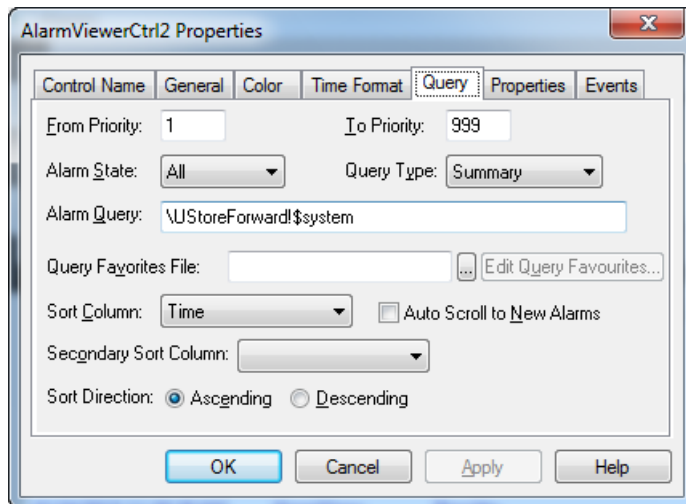 AlarmViewerCtrl2 Properties
Control Name General Color Time Format Query Properties Events
From Priority: 1 To Priority: 999
Alarm State: All Query Type: Summary
Alarm Query: \UStoreForward!$system
Query Favorites File: ... Edit Query Favourites...
Sort Column: Time Auto Scroll to New Alarms
Secondary Sort Column:
Sort Direction: Ascending Descending
OK Cancel Apply Help